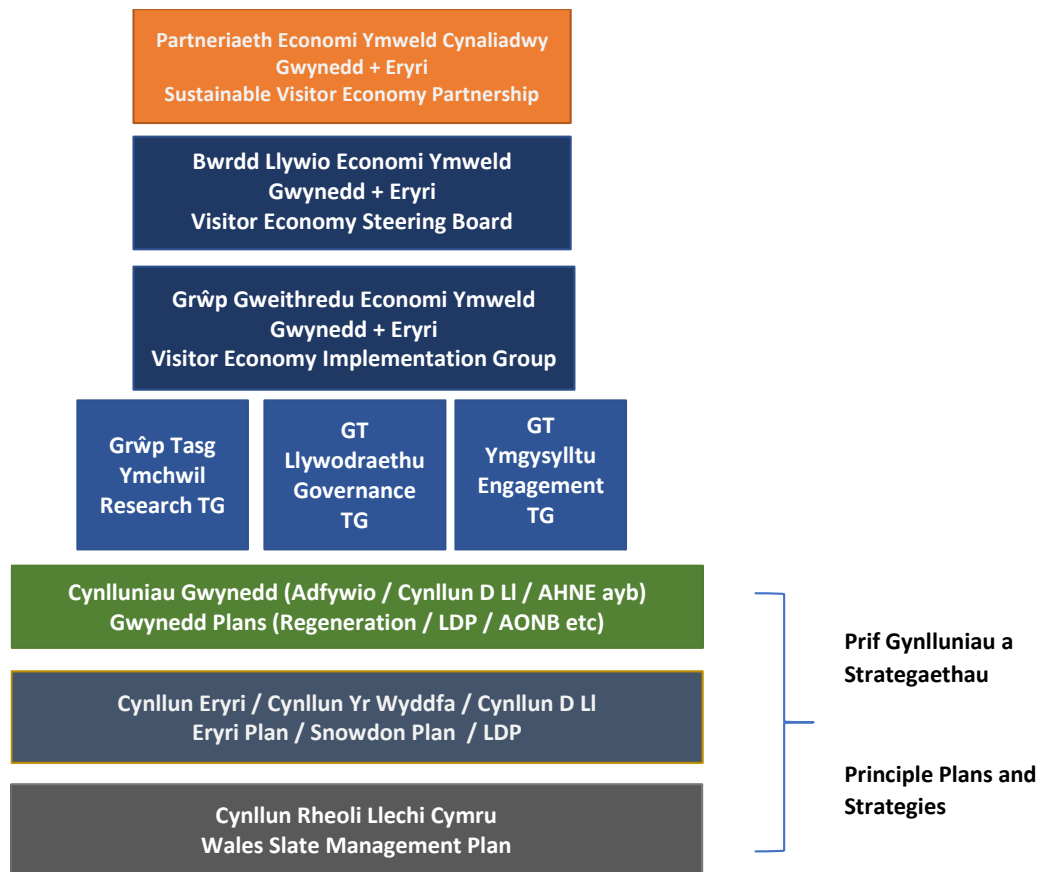 Partneriaeth Economi Ymweld Cynaliadwy
Gwynedd + Eryri
Sustainable Visitor Economy Partnership
Bwrdd Llywio Economi Ymweld
Gwynedd + Eryri
Visitor Economy Steering Board
Grŵp Gweithredu Economi Ymweld
Gwynedd + Eryri
Visitor Economy Implementation Group
Grŵp Tasg
Ymchwil
Research TG
GT
Llywodraethu
Governance
TG
GT
Ymgysylltu
Engagement
TG
Cynlluniau Gwynedd (Adfywio / Cynllun D Ll / AHNE ayb)
Gwynedd Plans (Regeneration / LDP / AONB etc)
Cynllun Eryri / Cynllun Yr Wyddfa / Cynllun D Ll
Eryri Plan / Snowdon Plan / LDP
Cynllun Rheoli Llechi Cymru
Wales Slate Management Plan
Prif Gynlluniau a
Strategaethau
Principle Plans and
Strategies